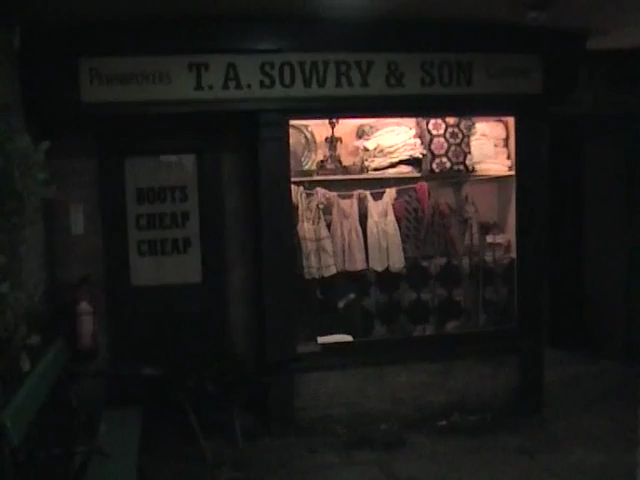 PAWNBROKERS T. A. SOWRY & SON
BOOTS
CHEAP
CHEAP